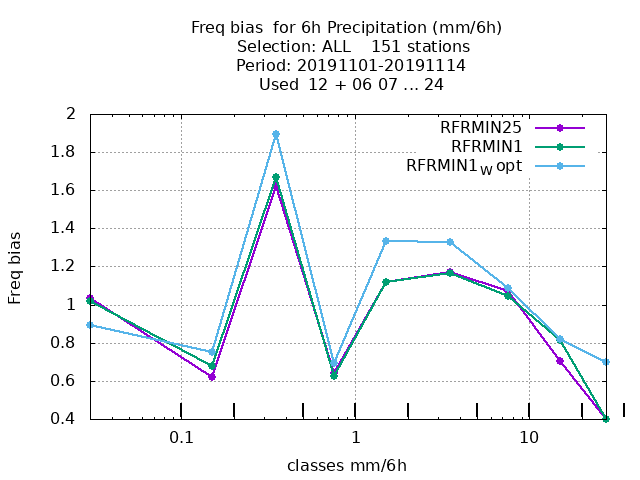 Freq bias  for 6h Precipitation (mm/6h)
Selection: ALL    151 stations
Period: 20191101-20191114
Used  12 + 06 07 ... 24
RFRMIN25
RFRMIN1
RFRMIN1W opt
Freq bias
2
1.8
1.6
1.4
1.2
1
0.8
0.6
0.4
0.1 1 10
classes mm/6h